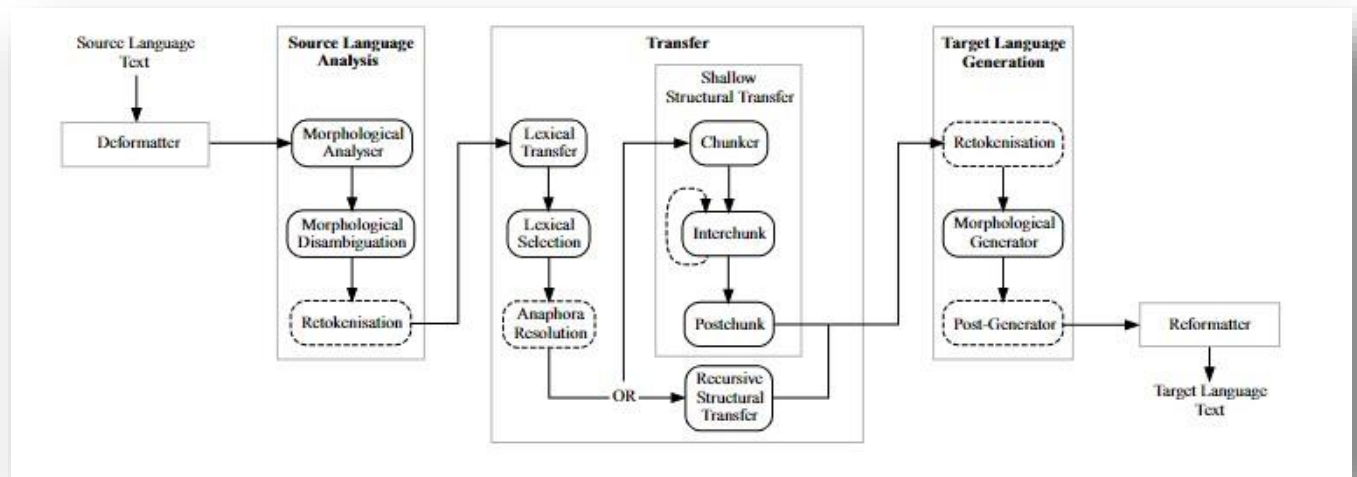 Source Language
Text
Deformatter
Source Language
Analysis
Morphological
Analyser
Morphological
Disambiguation
Retokenisation
Transfer
Lexical
Transfer
Lexical
Selection
Anaphora
Resolution
OR
Shallow
Structural Transfer
Chunker
Interchunk
Postchunk
Recursive
Structural
Transfer
Target Language
Generation
Retokenisation
Morphological
Generator
Post-Generator
Reformatter
Target Language
Text